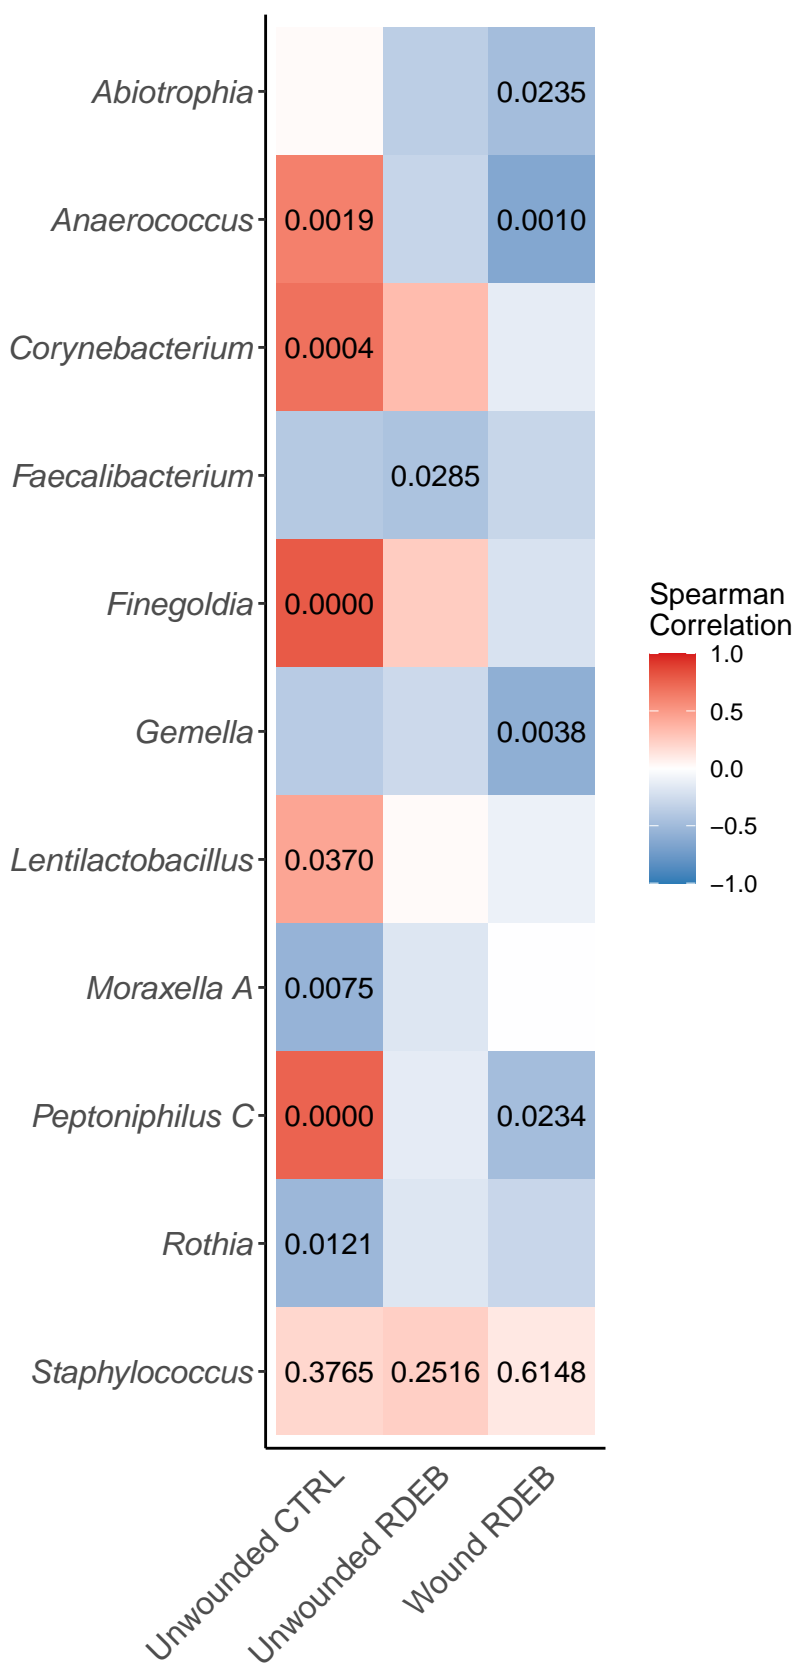 Abiotrophia
0.0235
Anaerococcus
0.0019
0.0010
Corynebacterium
0.0004
Faecalibacterium
0.0285
Finegoldia
0.0000
Gemella
0.0038
Lentilactobacillus
0.0370
Moraxella A
0.0075
Peptoniphilus C
0.0000
0.0234
Rothia
0.0121
Staphylococcus
0.3765
0.2516
0.6148
Unwounded CTRL
Unwounded RDEB
Wound RDEB
Spearman
Correlation
1.0
0.5
0.0
−0.5
−1.0